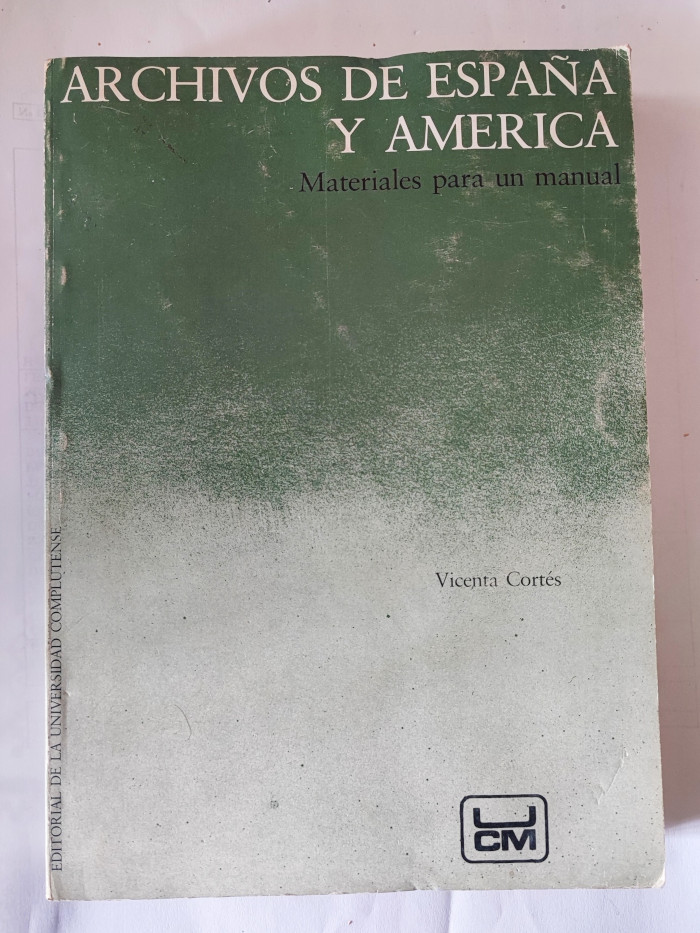 ARCHIVOS DE ESPAÑA
Y AMERICA
Materiales para un manual
Vicenta Cortés
EDITORIAL DE LA UNIVERSIDAD COMPLUTENSE
UCM